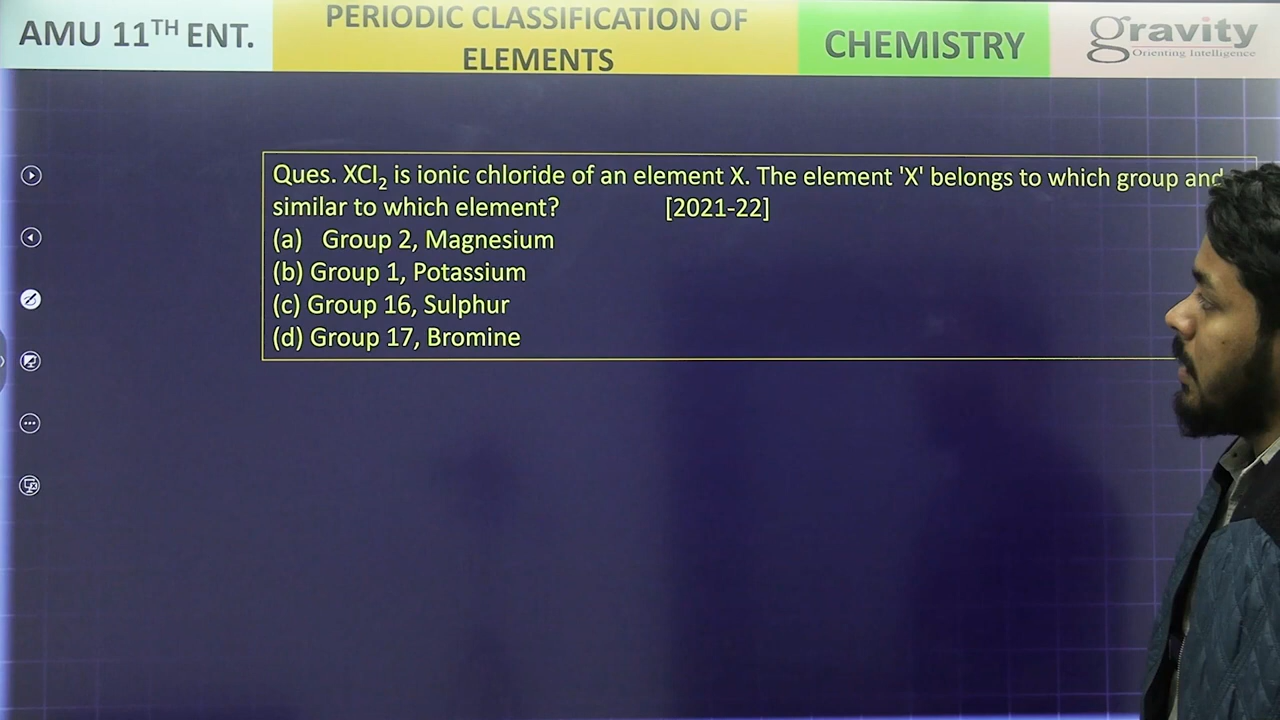 AMU 11TH ENT.
PERIODIC CLASSIFICATION OF
ELEMENTS
CHEMISTRY
gravity
Orienting Intelligence
Ques. XCl₂ is ionic chloride of an element X. The element 'X' belongs to which group and
similar to which element? [2021-22]
(a) Group 2, Magnesium
(b) Group 1, Potassium
(c) Group 16, Sulphur
(d) Group 17, Bromine